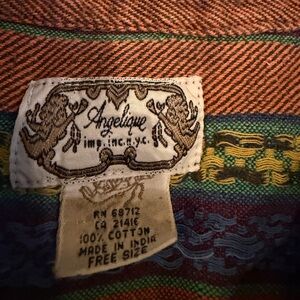 Angelique
imp. inc. n.y.c.
RN 68712
CA 21416
100% COTTON
MADE IN INDIA
FREE SIZE